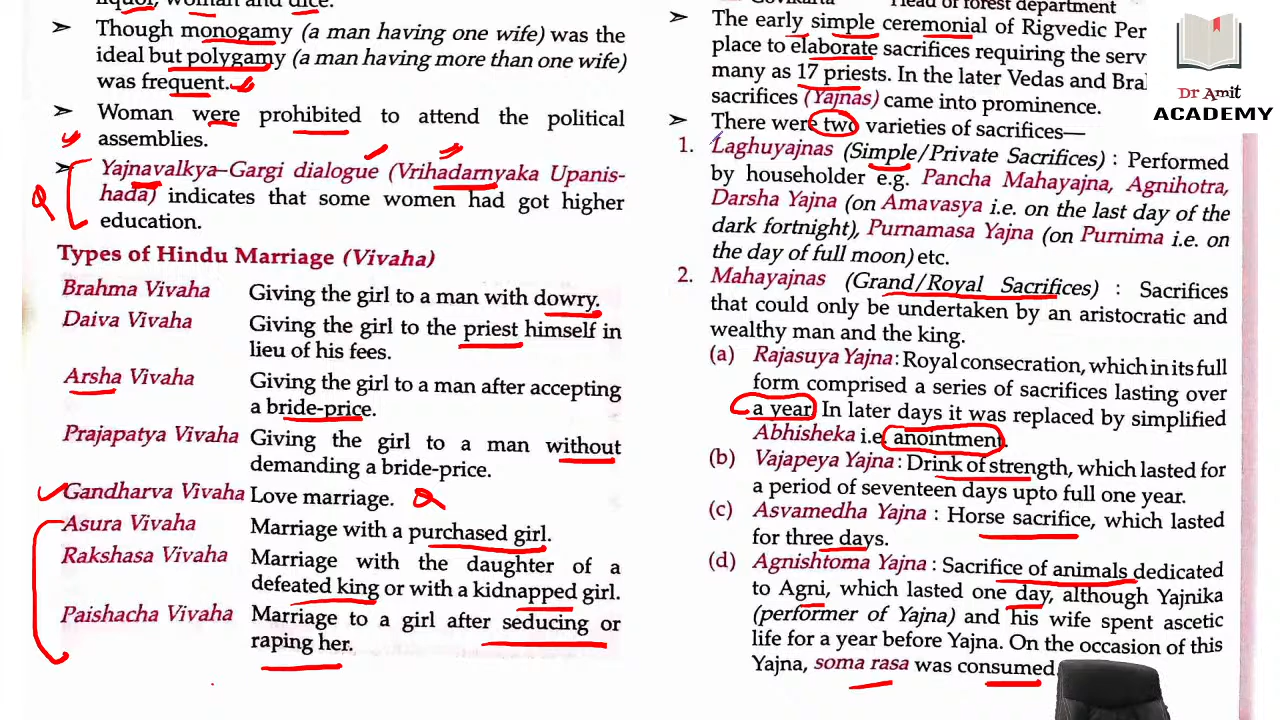 liquor, woman and dice.
➤ Though monogamy (a man having one wife) was the
ideal but polygamy (a man having more than one wife)
was frequent.
➤ Woman were prohibited to attend the political
assemblies.
➤ Yajnavalkya–Gargi dialogue (Vrihadarnyaka Upanis-
hada) indicates that some women had got higher
education.
Types of Hindu Marriage (Vivaha)
Brahma Vivaha Giving the girl to a man with dowry.
Daiva Vivaha Giving the girl to the priest himself in
lieu of his fees.
Arsha Vivaha Giving the girl to a man after accepting
a bride-price.
Prajapatya Vivaha Giving the girl to a man without
demanding a bride-price.
Gandharva Vivaha Love marriage.
Asura Vivaha Marriage with a purchased girl.
Rakshasa Vivaha Marriage with the daughter of a
defeated king or with a kidnapped girl.
Paishacha Vivaha Marriage to a girl after seducing or
raping her.
Head of forest department
➤ The early simple ceremonial of Rigvedic Per
place to elaborate sacrifices requiring the serv
many as 17 priests. In the later Vedas and Bra
sacrifices (Yajnas) came into prominence.
➤ There were two varieties of sacrifices—
1. Laghuyajnas (Simple/Private Sacrifices) : Performed
by householder e.g. Pancha Mahayajna, Agnihotra,
Darsha Yajna (on Amavasya i.e. on the last day of the
dark fortnight), Purnamasa Yajna (on Purnima i.e. on
the day of full moon) etc.
2. Mahayajnas (Grand/Royal Sacrifices) : Sacrifices
that could only be undertaken by an aristocratic and
wealthy man and the king.
(a) Rajasuya Yajna : Royal consecration, which in its full
form comprised a series of sacrifices lasting over
a year. In later days it was replaced by simplified
Abhisheka i.e. anointment.
(b) Vajapeya Yajna : Drink of strength, which lasted for
a period of seventeen days upto full one year.
(c) Asvamedha Yajna : Horse sacrifice, which lasted
for three days.
(d) Agnishtoma Yajna : Sacrifice of animals dedicated
to Agni, which lasted one day, although Yajnika
(performer of Yajna) and his wife spent ascetic
life for a year before Yajna. On the occasion of this
Yajna, soma rasa was consumed
Dr Amit
ACADEMY